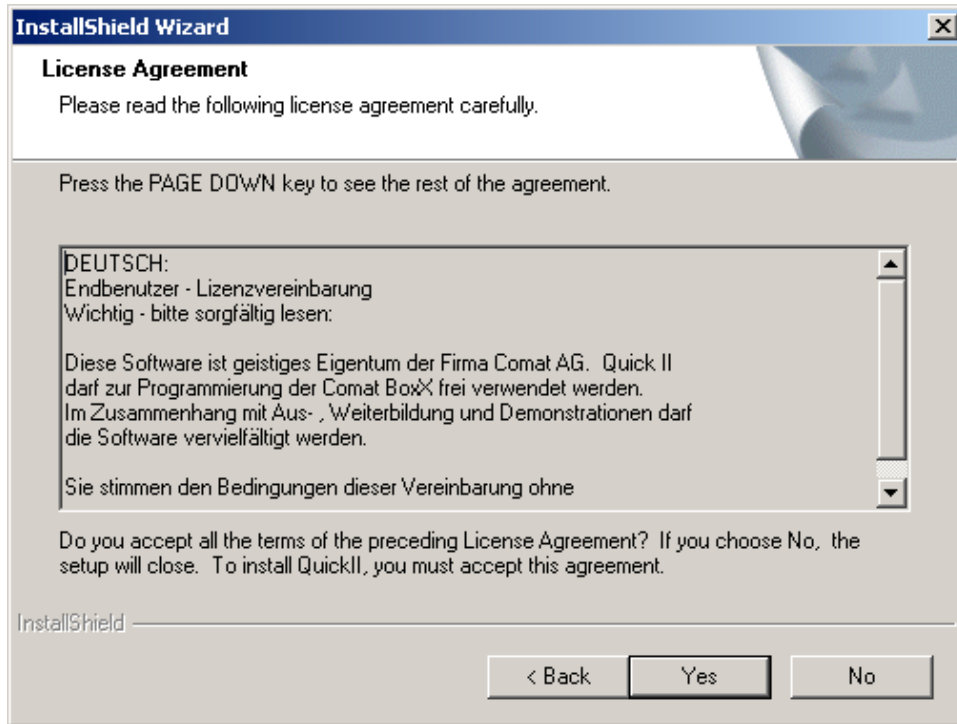 InstallShield Wizard
License Agreement
Please read the following license agreement carefully.
Press the PAGE DOWN key to see the rest of the agreement.
DEUTSCH:
Endbenutzer - Lizenzvereinbarung
Wichtig - bitte sorgfältig lesen:
Diese Software ist geistiges Eigentum der Firma Comat AG.  Quick II
darf zur Programmierung der Comat BoxX frei verwendet werden.
Im Zusammenhang mit Aus- , Weiterbildung und Demonstrationen darf
die Software vervielfältigt werden.
Sie stimmen den Bedingungen dieser Vereinbarung ohne
Do you accept all the terms of the preceding License Agreement?  If you choose No,  the
setup will close.  To install QuickII, you must accept this agreement.
InstallShield
< Back Yes No